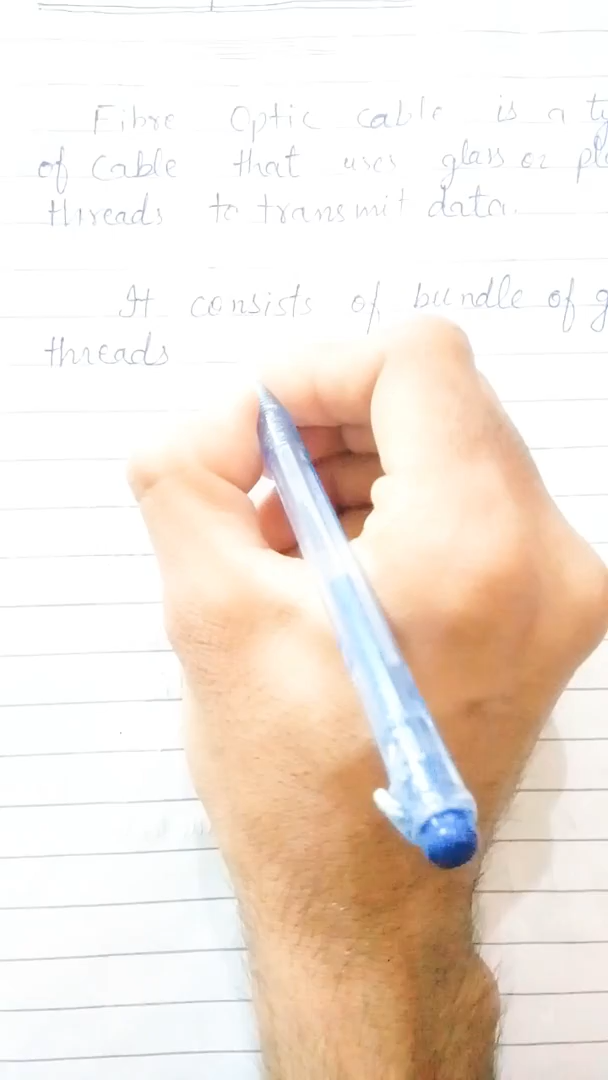 Fibre Optic cable is a ty
of Cable that uses glass or pla
threads to transmit data.
It consists of bundle of g
threads